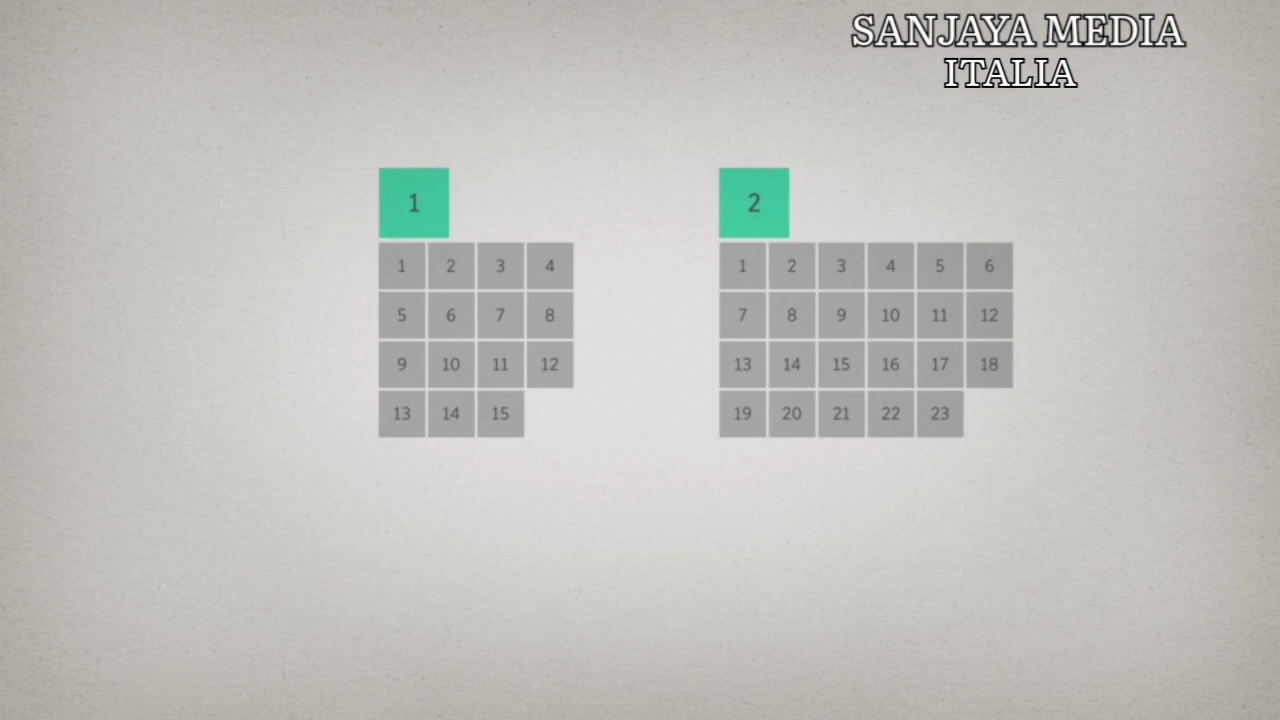 SANJAYA MEDIA
ITALIA
1
1 2 3 4
5 6 7 8
9 10 11 12
13 14 15
2
1 2 3 4 5 6
7 8 9 10 11 12
13 14 15 16 17 18
19 20 21 22 23